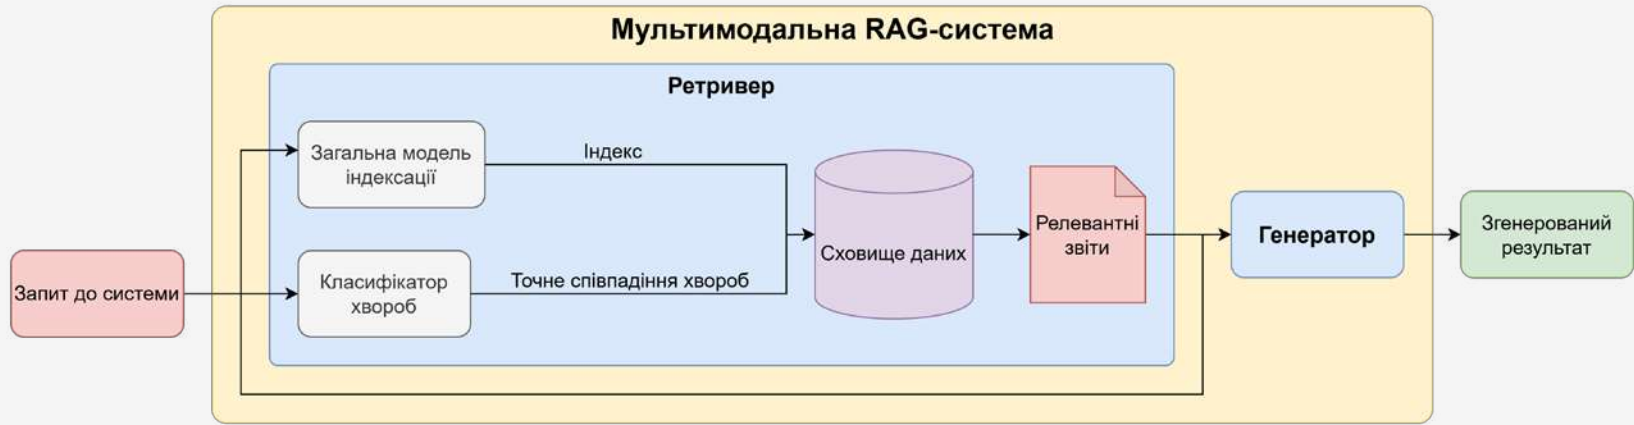 Мультимодальна RAG-система
Ретривер
Загальна модель
індексації
Індекс
Запит до системи
Класифікатор
хвороб
Точне співпадіння хвороб
Сховище даних
Релевантні
звіти
Генератор
Згенерований
результат